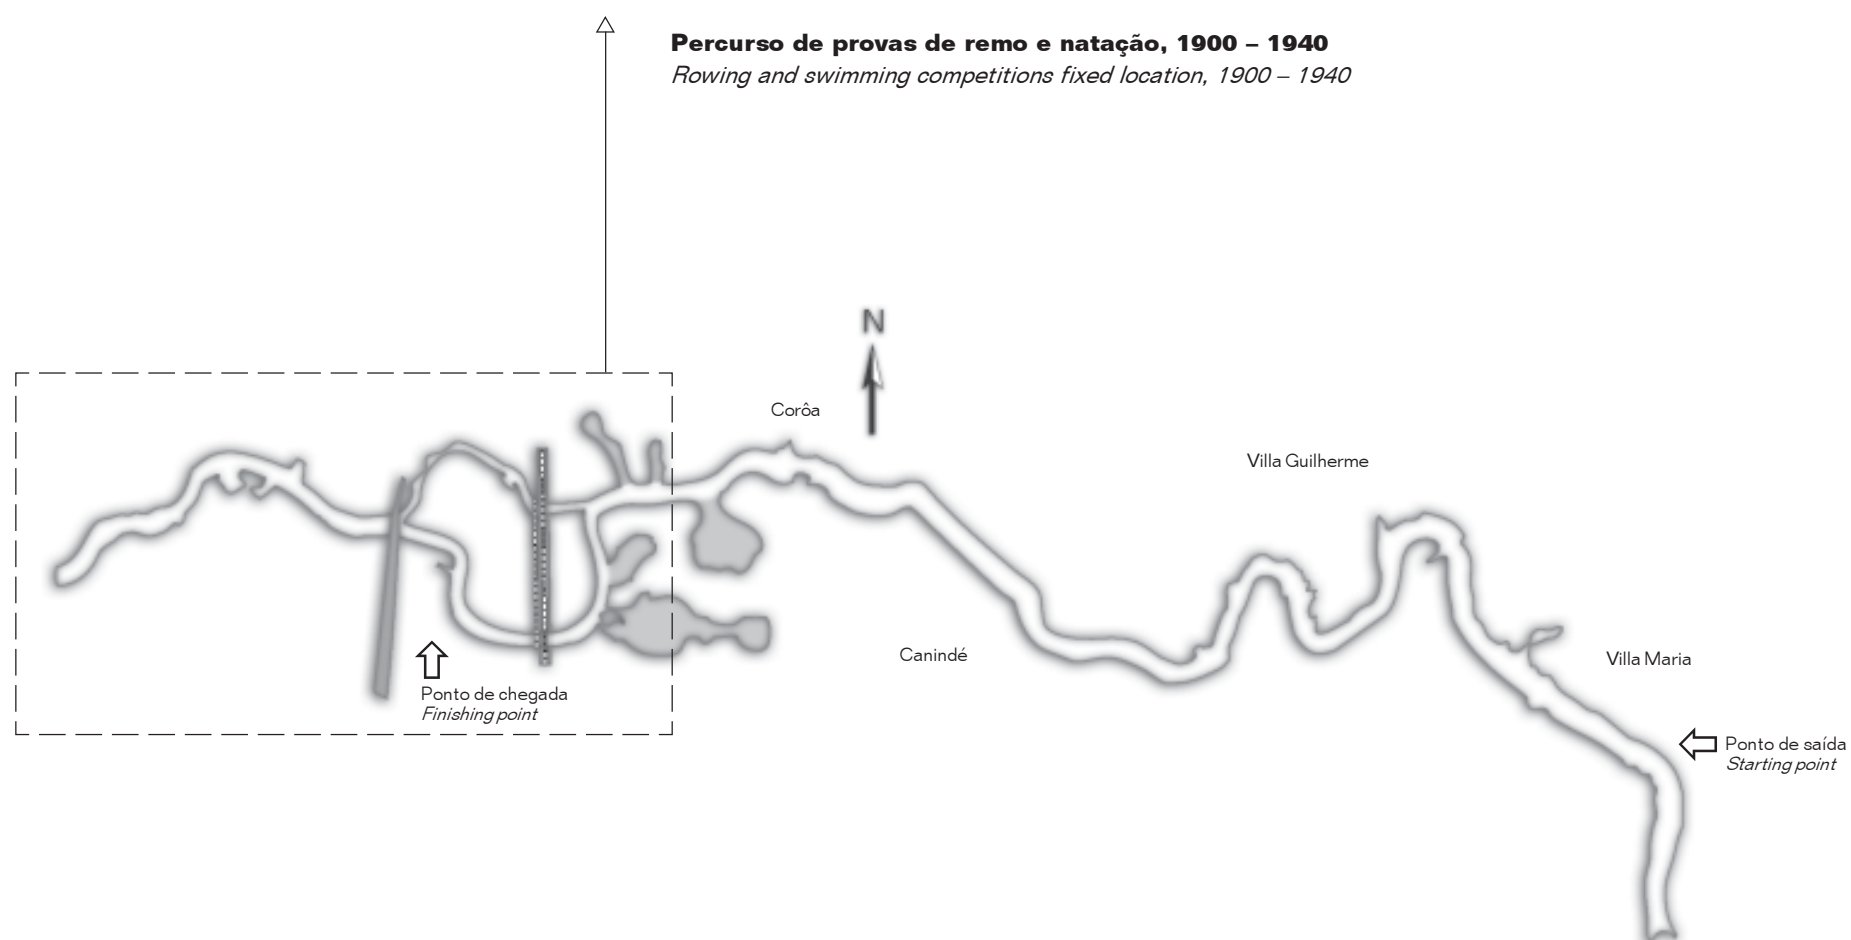 Percurso de provas de remo e natação, 1900 – 1940
Rowing and swimming competitions fixed location, 1900 – 1940
N
Corôa
Villa Guilherme
Canindé
Villa Maria
Ponto de chegada
Finishing point
Ponto de saída
Starting point